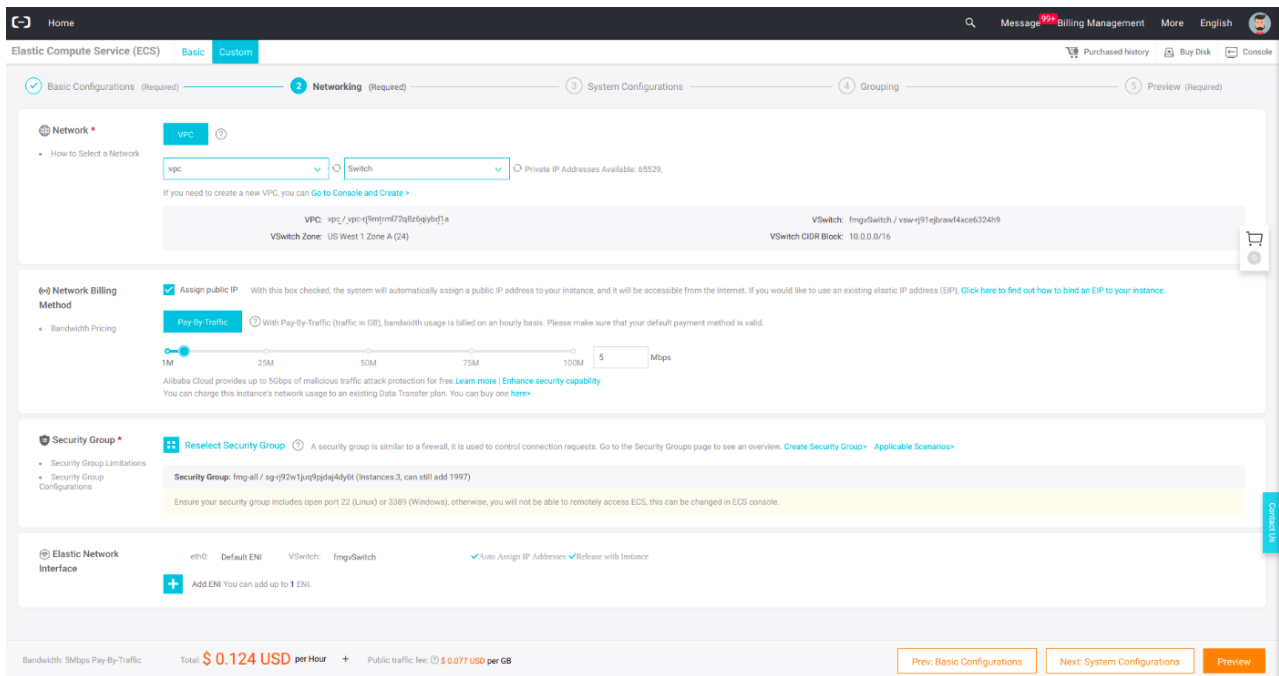 Home
Message 99+ Billing Management More English
Elastic Compute Service (ECS) Basic Custom
Purchased history Buy Disk Console
Basic Configurations (Required)
2 Networking (Required)
3 System Configurations
4 Grouping
5 Preview (Required)
Network *
VPC ?
• How to Select a Network
vpc Switch Private IP Addresses Available: 65529,
If you need to create a new VPC, you can Go to Console and Create >
VPC: vpc / vpc-rj9mtrml72q8z6qiybd1a VSwitch: fmgvSwitch / vsw-rj91ejbrawf4xce6324h9
VSwitch Zone: US West 1 Zone A (24) VSwitch CIDR Block: 10.0.0.0/16
0
Network Billing
Method
Assign public IP With this box checked, the system will automatically assign a public IP address to your instance, and it will be accessible from the internet. If you would like to use an existing elastic IP address (EIP), Click here to find out how to bind an EIP to your instance.
• Bandwidth Pricing
Pay-By-Traffic ? With Pay-By-Traffic (traffic in GB), bandwidth usage is billed on an hourly basis. Please make sure that your default payment method is valid.
1M 25M 50M 75M 100M 5 Mbps
Alibaba Cloud provides up to 5Gbps of malicious traffic attack protection for free Learn more | Enhance security capability
You can charge this instance's network usage to an existing Data Transfer plan. You can buy one here>.
Security Group *
Reselect Security Group ? A security group is similar to a firewall, it is used to control connection requests. Go to the Security Groups page to see an overview. Create Security Group> Applicable Scenarios>
• Security Group Limitations
• Security Group
Configurations
Security Group: fmg-all / sg-rj92w1juq9pjdaj4dy6t (Instances:3, can still add 1997)
Ensure your security group includes open port 22 (Linux) or 3389 (Windows), otherwise, you will not be able to remotely access ECS, this can be changed in ECS console.
Contact Us
Elastic Network
Interface
eth0: Default ENI VSwitch: fmgvSwitch Auto Assign IP Addresses Release with Instance
+ Add ENI You can add up to 1 ENI.
Bandwidth: 5Mbps Pay-By-Traffic Total: $ 0.124 USD per Hour + Public traffic fee: ? $ 0.077 USD per GB
Prev: Basic Configurations Next: System Configurations Preview